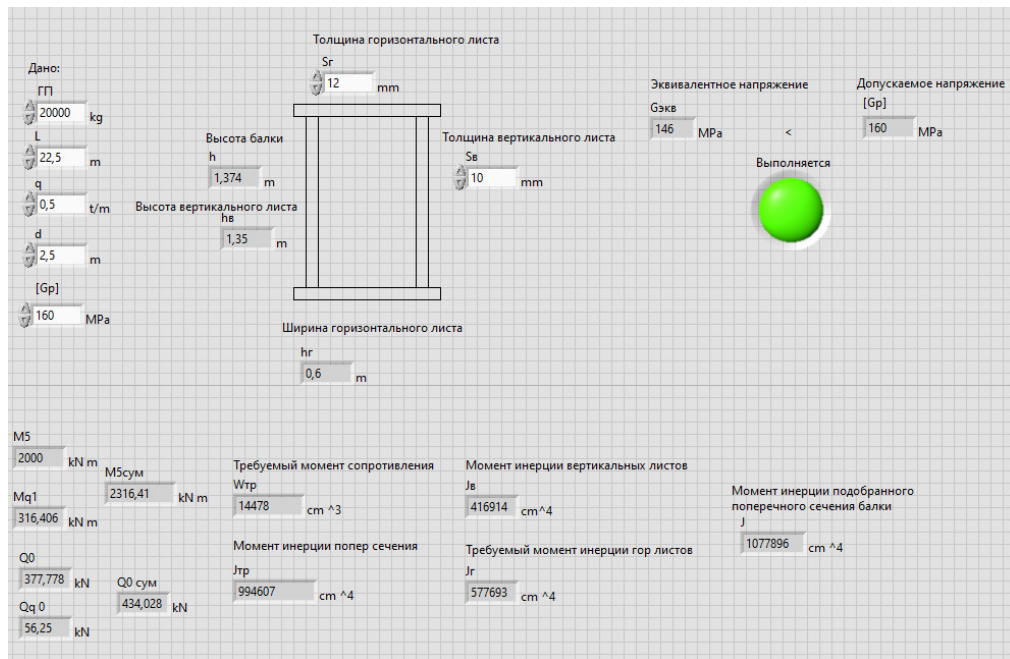 Толщина горизонтального листа
Sг
12 mm
Дано:
ГП
20000 kg
L
22,5 m
q
0,5 t/m
d
2,5 m
[Gp]
160 MPa
Высота балки
h
1,374 m
Высота вертикального листа
hв
1,35 m
Толщина вертикального листа
Sв
10 mm
Эквивалентное напряжение
Gэкв
146 MPa
<
Допускаемое напряжение
[Gp]
160 MPa
Выполняется
Ширина горизонтального листа
hг
0,6 m
M5
2000 kN m
M5сум
2316,41 kN m
Mq1
316,406 kN m
Q0
377,778 kN
Q0 сум
434,028 kN
Qq 0
56,25 kN
Требуемый момент сопротивления
Wтр
14478 cm ^3
Момент инерции попер сечения
Jтр
994607 cm ^4
Момент инерции вертикальных листов
Jв
416914 cm^4
Требуемый момент инерции гор листов
Jг
577693 cm ^4
Момент инерции подобранного
поперечного сечения балки
J
1077896 cm ^4